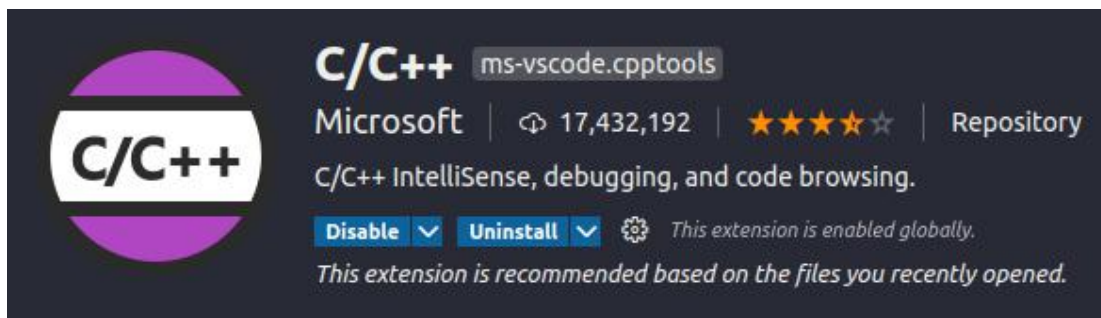 C/C++
C/C++ ms-vscode.cpptools
Microsoft 17,432,192 Repository
C/C++ IntelliSense, debugging, and code browsing.
Disable Uninstall This extension is enabled globally.
This extension is recommended based on the files you recently opened.